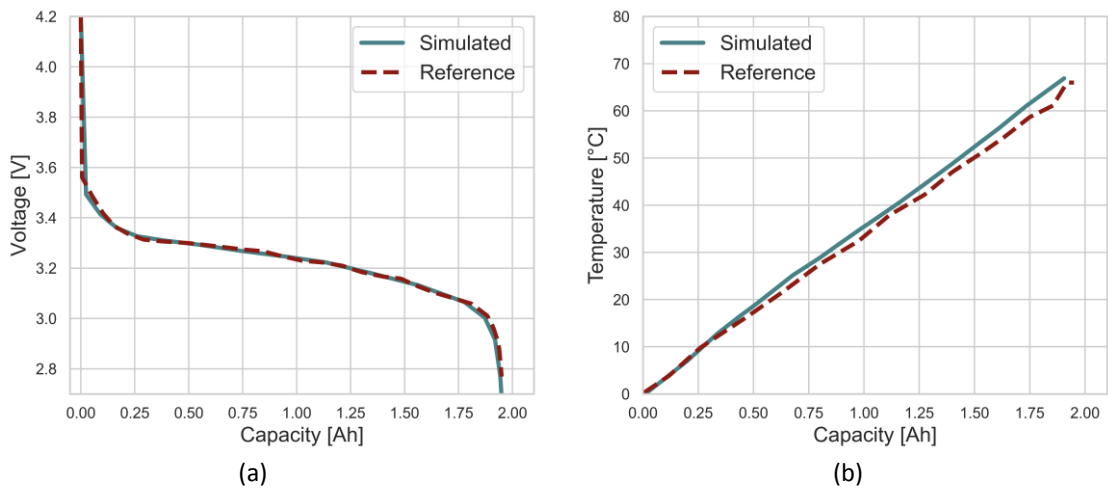 4.2
4.0
3.8
3.6
3.4
3.2
3.0
2.8
Voltage [V]
Simulated
Reference
0.00 0.25 0.50 0.75 1.00 1.25 1.50 1.75 2.00
Capacity [Ah]
(a)
80
70
60
50
40
30
20
10
0
Temperature [°C]
Simulated
Reference
0.00 0.25 0.50 0.75 1.00 1.25 1.50 1.75 2.00
Capacity [Ah]
(b)